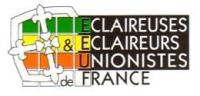 ECLAIREUSES
& ECLAIREURS
UNIONISTES
de FRANCE